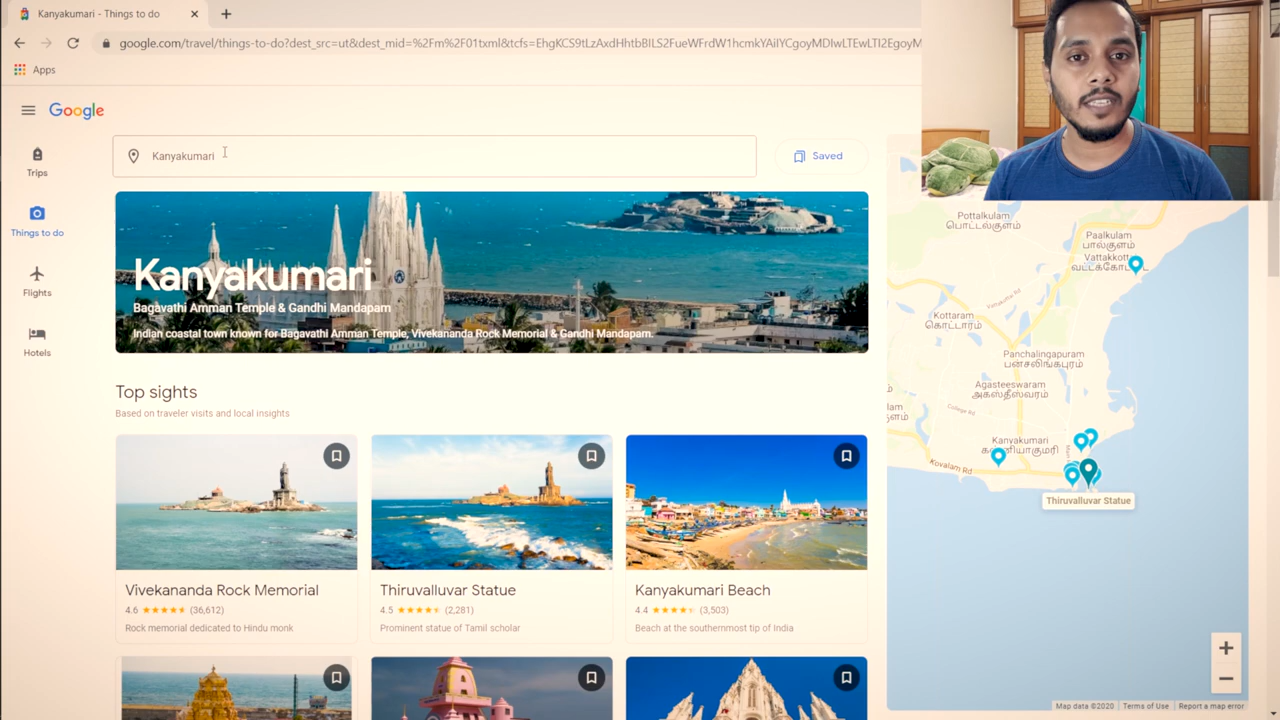 Kanyakumari - Things to do
google.com/travel/things-to-do?dest_src=ut&dest_mid=%2Fm%2F01txml&tcfs=EhgKCS9tLzAxdHhtbBILS2FueWFrdW1hcmkYAiIYCgoyMDIwLTEwLTI2EgoyM
Apps
Google
Trips
Things to do
Flights
Hotels
Kanyakumari
Saved
Kanyakumari
Bagavathi Amman Temple & Gandhi Mandapam
Indian coastal town known for Bagavathi Amman Temple, Vivekananda Rock Memorial & Gandhi Mandapam.
Top sights
Based on traveler visits and local insights
Vivekananda Rock Memorial
4.6 (36,612)
Rock memorial dedicated to Hindu monk
Thiruvalluvar Statue
4.5 (2,281)
Prominent statue of Tamil scholar
Kanyakumari Beach
4.4 (3,503)
Beach at the southernmost tip of India
Pottalkulam
பொட்டல்குளம்
Paalkulam
பால்குளம்
Vattakkott
வட்டக்கோட்
Vattakottai Rd
Kottaram
கொட்டாரம்
Panchalingapuram
பன்சலிங்கபுரம்
Agasteeswaram
அகஸ்தீஸ்வரம்
College Rd
Kanyakumari
Kovalam Rd
Thiruvalluvar Statue
Map data ©2020
Terms of Use
Report a map error